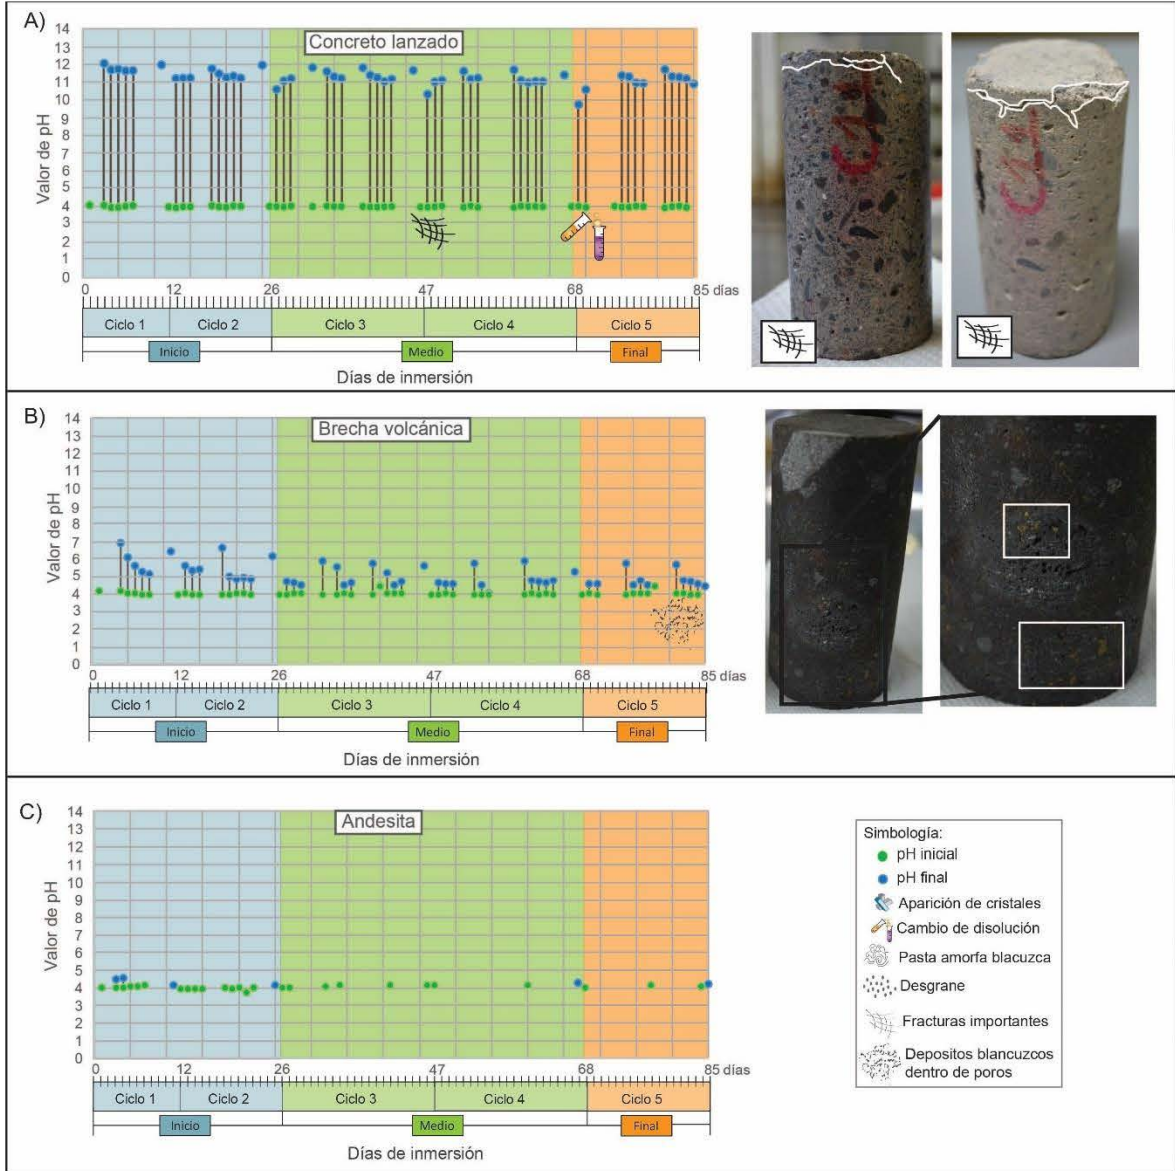 A)
Concreto lanzado
Valor de pH
14
13
12
11
10
9
8
7
6
5
4
3
2
1
0
0 12 26 47 68 85 días
Ciclo 1 Ciclo 2 Ciclo 3 Ciclo 4 Ciclo 5
Inicio Medio Final
Días de inmersión
C21
B)
Brecha volcánica
Valor de pH
14
13
12
11
10
9
8
7
6
5
4
3
2
1
0
0 12 26 47 68 85 días
Ciclo 1 Ciclo 2 Ciclo 3 Ciclo 4 Ciclo 5
Inicio Medio Final
Días de inmersión
C)
Andesita
Valor de pH
14
13
12
11
10
9
8
7
6
5
4
3
2
1
0
0 12 26 47 68 85 días
Ciclo 1 Ciclo 2 Ciclo 3 Ciclo 4 Ciclo 5
Inicio Medio Final
Días de inmersión
Simbología:
pH inicial
pH final
Aparición de cristales
Cambio de disolución
Pasta amorfa blacuzca
Desgrane
Fracturas importantes
Depositos blancuzcos
dentro de poros